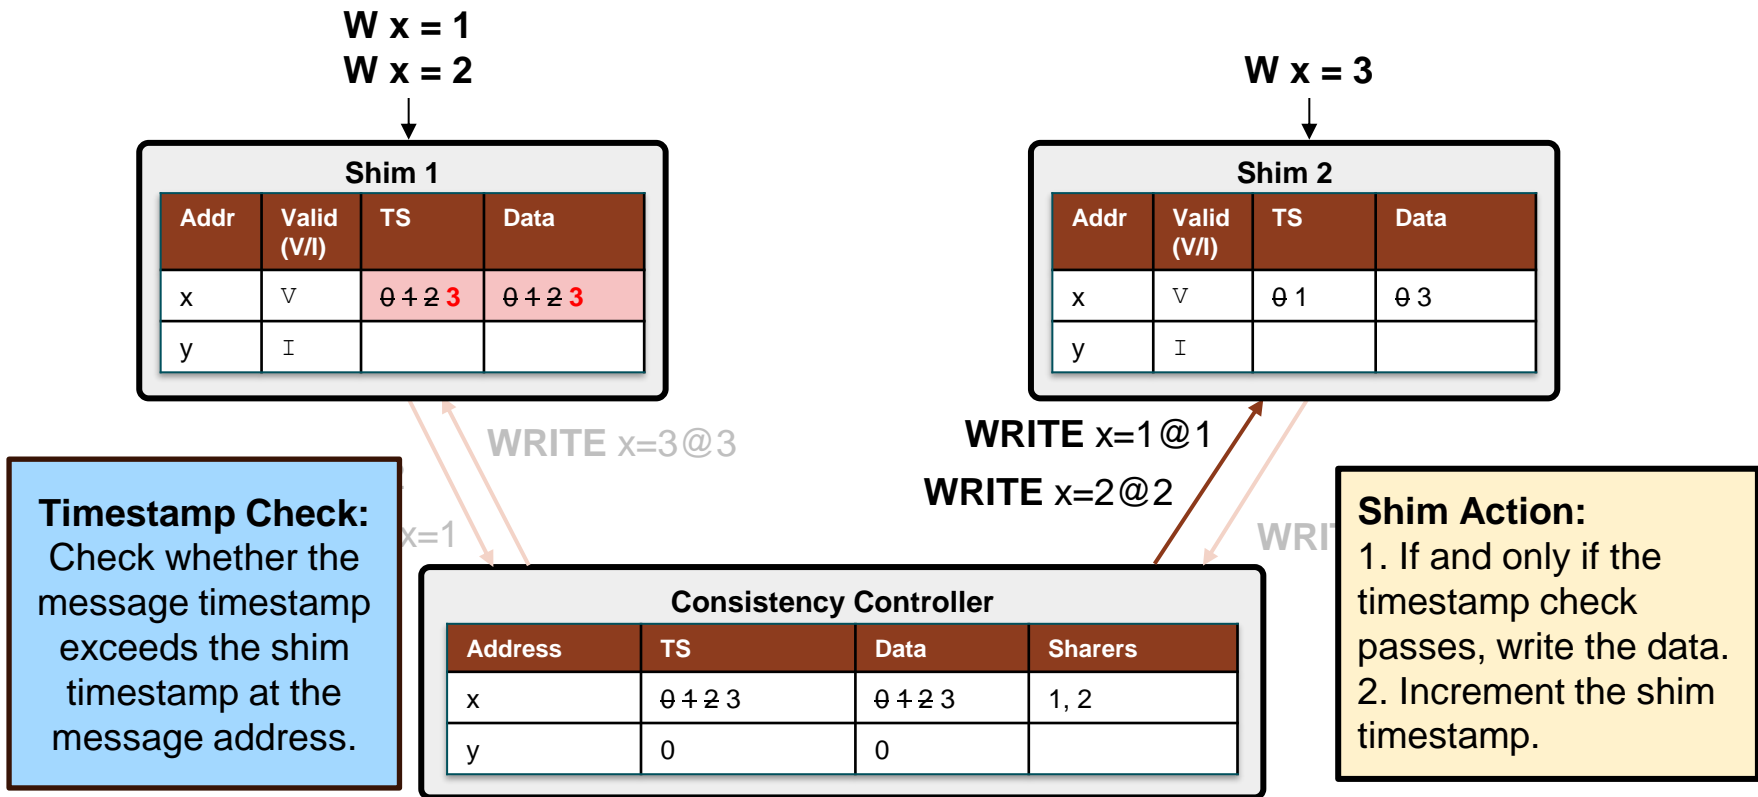 W x = 1
W x = 2
W x = 3
Shim 1
Addr Valid (V/I) TS Data
x V 0 1 2 3 0 1 2 3
y I
Shim 2
Addr Valid (V/I) TS Data
x V 0 1 0 3
y I
WRITE x=3@3
WRITE x=1@1
WRITE x=2@2
x=1
WRI
Timestamp Check:
Check whether the
message timestamp
exceeds the shim
timestamp at the
message address.
Shim Action:
1. If and only if the
timestamp check
passes, write the data.
2. Increment the shim
timestamp.
Consistency Controller
Address TS Data Sharers
x 0 1 2 3 0 1 2 3 1, 2
y 0 0